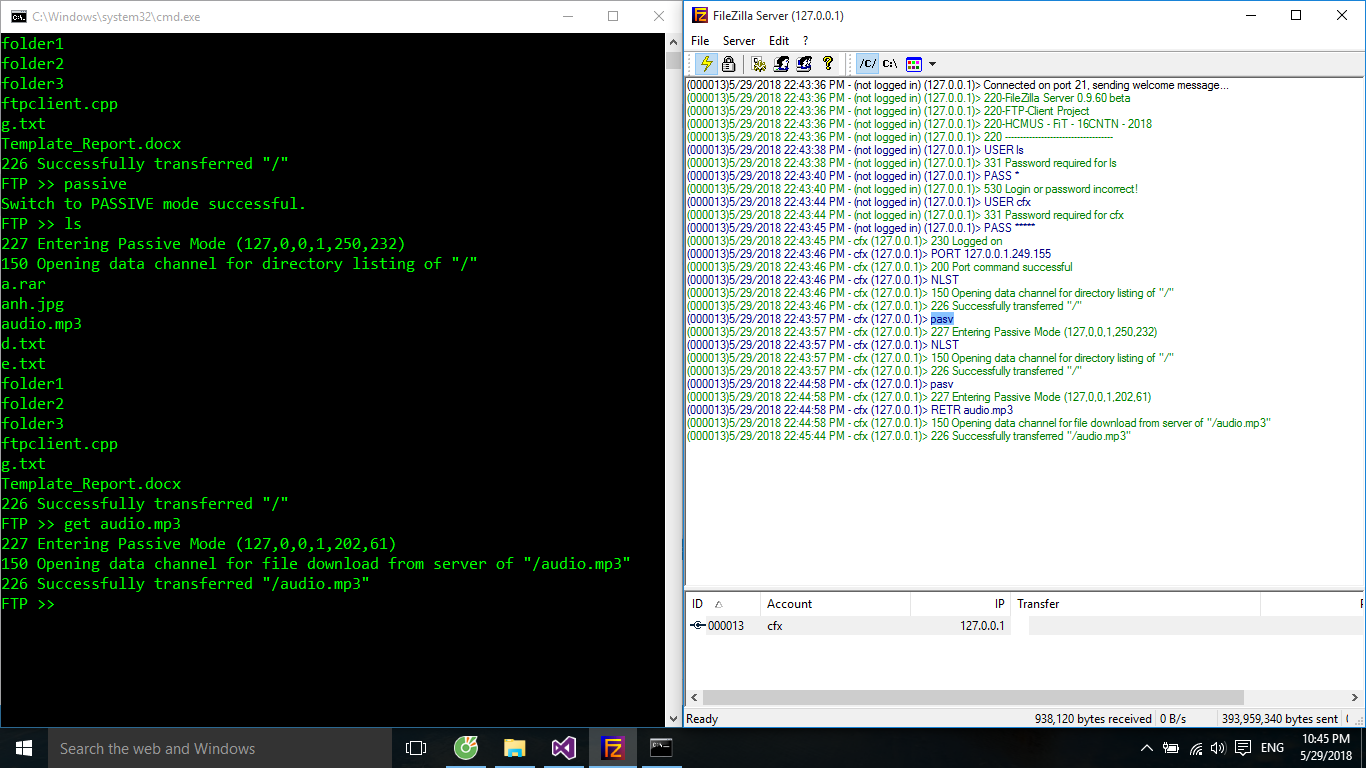 C:\Windows\system32\cmd.exe
folder1
folder2
folder3
ftpclient.cpp
g.txt
Template_Report.docx
226 Successfully transferred "/"
FTP >> passive
Switch to PASSIVE mode successful.
FTP >> ls
227 Entering Passive Mode (127,0,0,1,250,232)
150 Opening data channel for directory listing of "/"
a.rar
anh.jpg
audio.mp3
d.txt
e.txt
folder1
folder2
folder3
ftpclient.cpp
g.txt
Template_Report.docx
226 Successfully transferred "/"
FTP >> get audio.mp3
227 Entering Passive Mode (127,0,0,1,202,61)
150 Opening data channel for file download from server of "/audio.mp3"
226 Successfully transferred "/audio.mp3"
FTP >>
FileZilla Server (127.0.0.1)
File Server Edit ?
/C/ C:\
(000013)5/29/2018 22:43:36 PM - (not logged in) (127.0.0.1)> Connected on port 21, sending welcome message...
(000013)5/29/2018 22:43:36 PM - (not logged in) (127.0.0.1)> 220-FileZilla Server 0.9.60 beta
(000013)5/29/2018 22:43:36 PM - (not logged in) (127.0.0.1)> 220-FTP-Client Project
(000013)5/29/2018 22:43:36 PM - (not logged in) (127.0.0.1)> 220-HCMUS - FiT - 16CNTN - 2018
(000013)5/29/2018 22:43:36 PM - (not logged in) (127.0.0.1)> 220 ------------------------------------
(000013)5/29/2018 22:43:38 PM - (not logged in) (127.0.0.1)> USER ls
(000013)5/29/2018 22:43:38 PM - (not logged in) (127.0.0.1)> 331 Password required for ls
(000013)5/29/2018 22:43:40 PM - (not logged in) (127.0.0.1)> PASS *
(000013)5/29/2018 22:43:40 PM - (not logged in) (127.0.0.1)> 530 Login or password incorrect!
(000013)5/29/2018 22:43:44 PM - (not logged in) (127.0.0.1)> USER cfx
(000013)5/29/2018 22:43:44 PM - (not logged in) (127.0.0.1)> 331 Password required for cfx
(000013)5/29/2018 22:43:45 PM - (not logged in) (127.0.0.1)> PASS *****
(000013)5/29/2018 22:43:45 PM - cfx (127.0.0.1)> 230 Logged on
(000013)5/29/2018 22:43:46 PM - cfx (127.0.0.1)> PORT 127.0.0.1.249.155
(000013)5/29/2018 22:43:46 PM - cfx (127.0.0.1)> 200 Port command successful
(000013)5/29/2018 22:43:46 PM - cfx (127.0.0.1)> NLST
(000013)5/29/2018 22:43:46 PM - cfx (127.0.0.1)> 150 Opening data channel for directory listing of "/"
(000013)5/29/2018 22:43:46 PM - cfx (127.0.0.1)> 226 Successfully transferred "/"
(000013)5/29/2018 22:43:57 PM - cfx (127.0.0.1)> pasv
(000013)5/29/2018 22:43:57 PM - cfx (127.0.0.1)> 227 Entering Passive Mode (127,0,0,1,250,232)
(000013)5/29/2018 22:43:57 PM - cfx (127.0.0.1)> NLST
(000013)5/29/2018 22:43:57 PM - cfx (127.0.0.1)> 150 Opening data channel for directory listing of "/"
(000013)5/29/2018 22:43:57 PM - cfx (127.0.0.1)> 226 Successfully transferred "/"
(000013)5/29/2018 22:44:58 PM - cfx (127.0.0.1)> pasv
(000013)5/29/2018 22:44:58 PM - cfx (127.0.0.1)> 227 Entering Passive Mode (127,0,0,1,202,61)
(000013)5/29/2018 22:44:58 PM - cfx (127.0.0.1)> RETR audio.mp3
(000013)5/29/2018 22:44:58 PM - cfx (127.0.0.1)> 150 Opening data channel for file download from server of "/audio.mp3"
(000013)5/29/2018 22:45:44 PM - cfx (127.0.0.1)> 226 Successfully transferred "/audio.mp3"
ID Account IP Transfer
000013 cfx 127.0.0.1
Ready 938,120 bytes received 0 B/s 393,959,340 bytes sent
Search the web and Windows
ENG
10:45 PM
5/29/2018